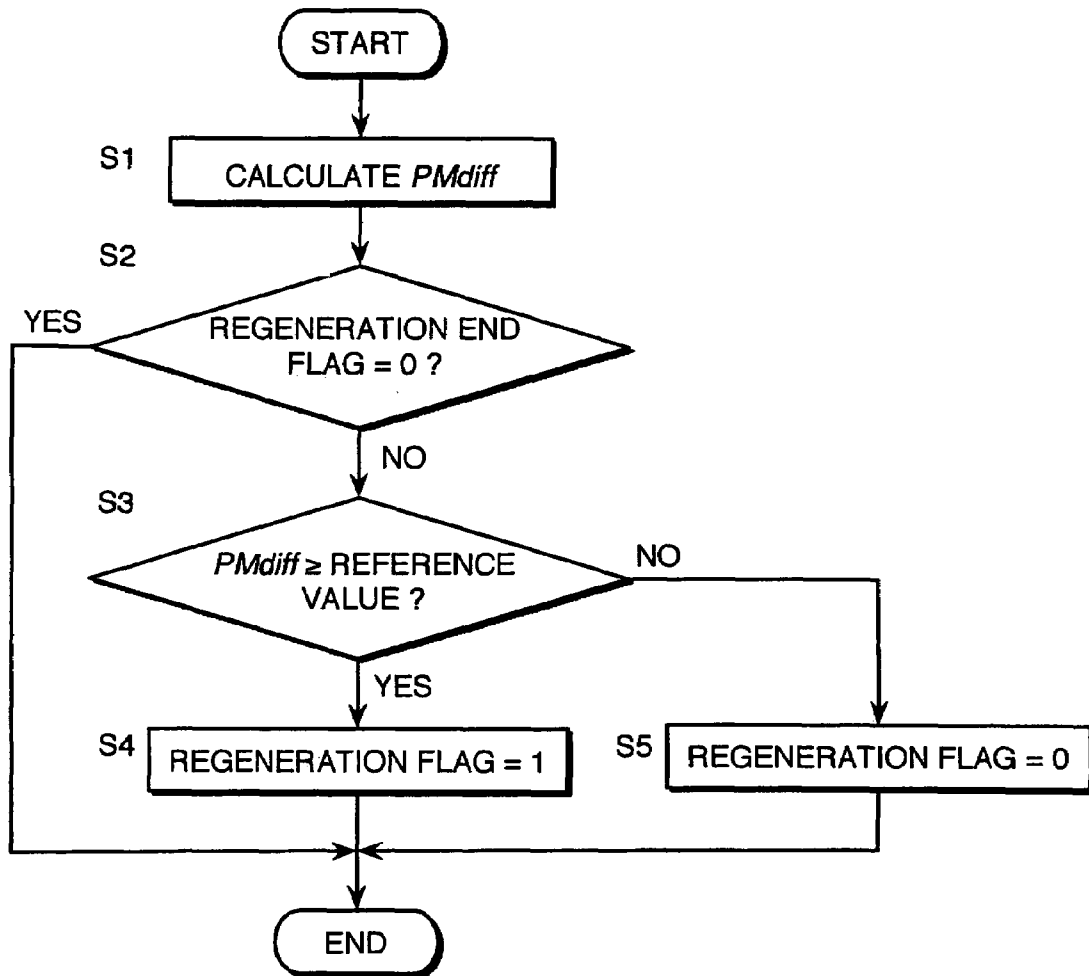 START
S1
CALCULATE PMdiff
S2
YES
REGENERATION END
FLAG = 0 ?
NO
S3
PMdiff ≥ REFERENCE
VALUE ?
NO
YES
S4
REGENERATION FLAG = 1
S5
REGENERATION FLAG = 0
END